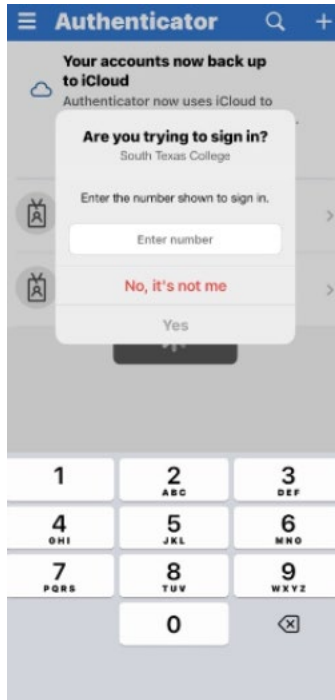 Authenticator
Your accounts now back up
to iCloud
Authenticator now uses iCloud to
Are you trying to sign in?
South Texas College
Enter the number shown to sign in.
Enter number
No, it's not me
Yes
1
2
ABC
3
DEF
4
GHI
5
JKL
6
MNO
7
PQRS
8
TUV
9
WXYZ
0